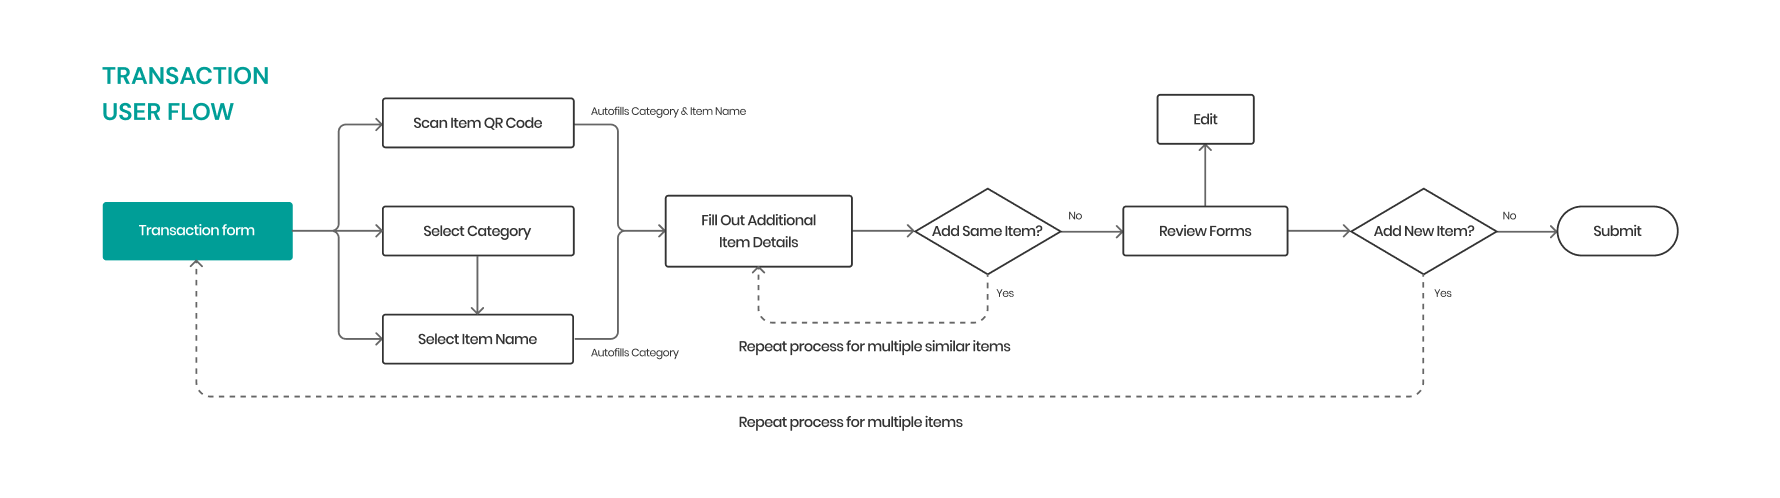 TRANSACTION
USER FLOW
Transaction form
Scan Item QR Code
Autofills Category & Item Name
Select Category
Select Item Name
Autofills Category
Fill Out Additional
Item Details
Add Same Item?
No
Yes
Repeat process for multiple similar items
Review Forms
Edit
Add New Item?
No
Yes
Submit
Repeat process for multiple items